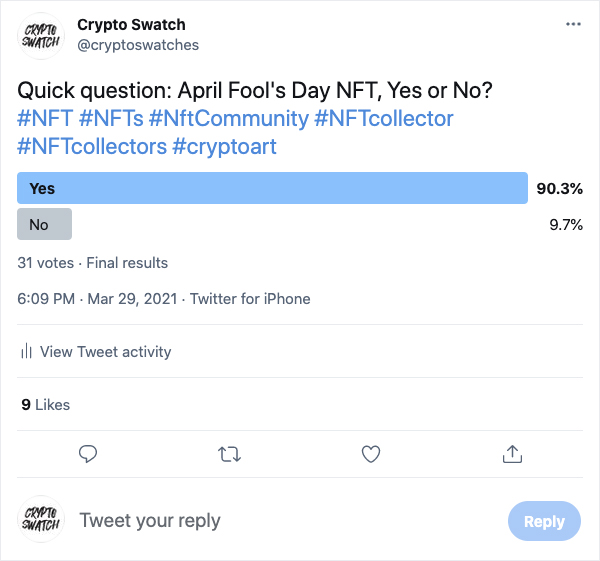 CRYPTO
SWATCH
Crypto Swatch
@cryptoswatches
Quick question: April Fool's Day NFT, Yes or No?
#NFT #NFTs #NftCommunity #NFTcollector
#NFTcollectors #cryptoart
Yes 90.3%
No 9.7%
31 votes · Final results
6:09 PM · Mar 29, 2021 · Twitter for iPhone
View Tweet activity
9 Likes
CRYPTO
SWATCH
Tweet your reply
Reply